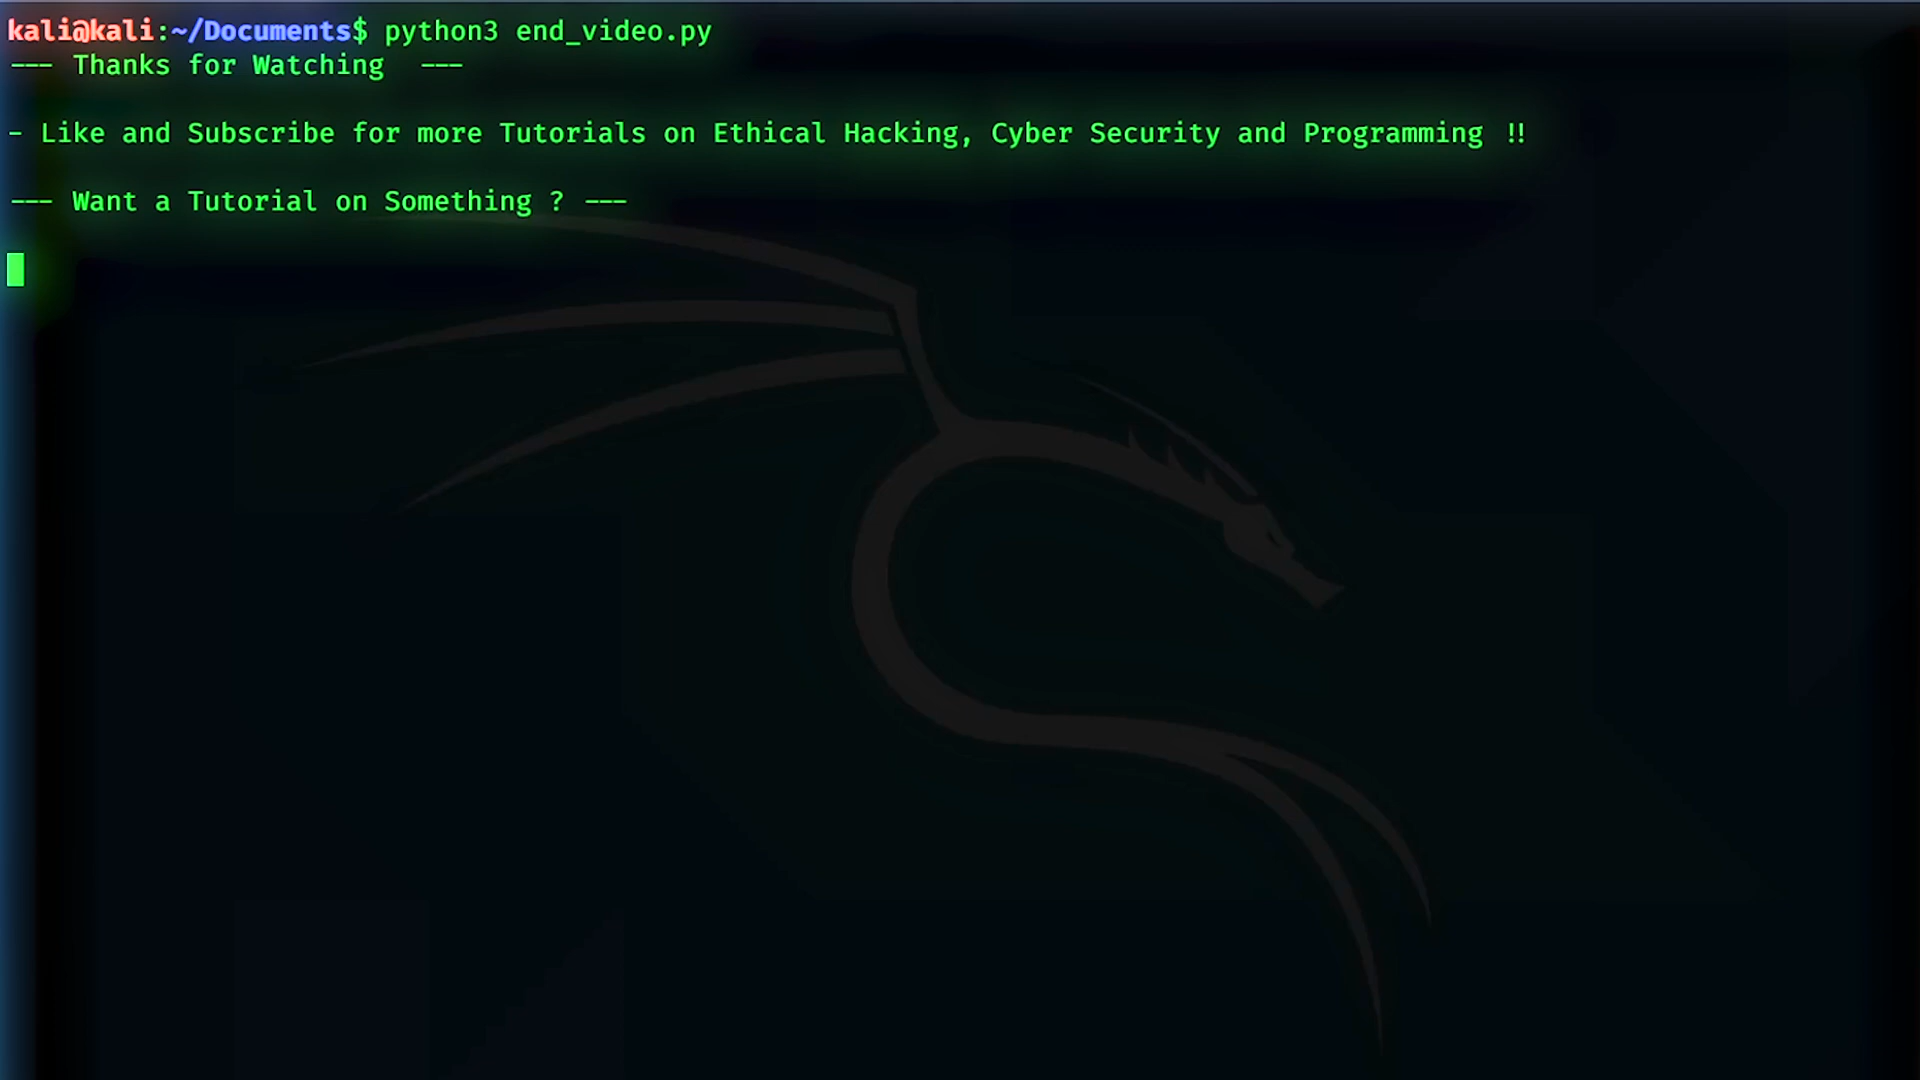 kali@kali:~/Documents$ python3 end_video.py
--- Thanks for Watching  ---
- Like and Subscribe for more Tutorials on Ethical Hacking, Cyber Security and Programming !!
--- Want a Tutorial on Something ? ---